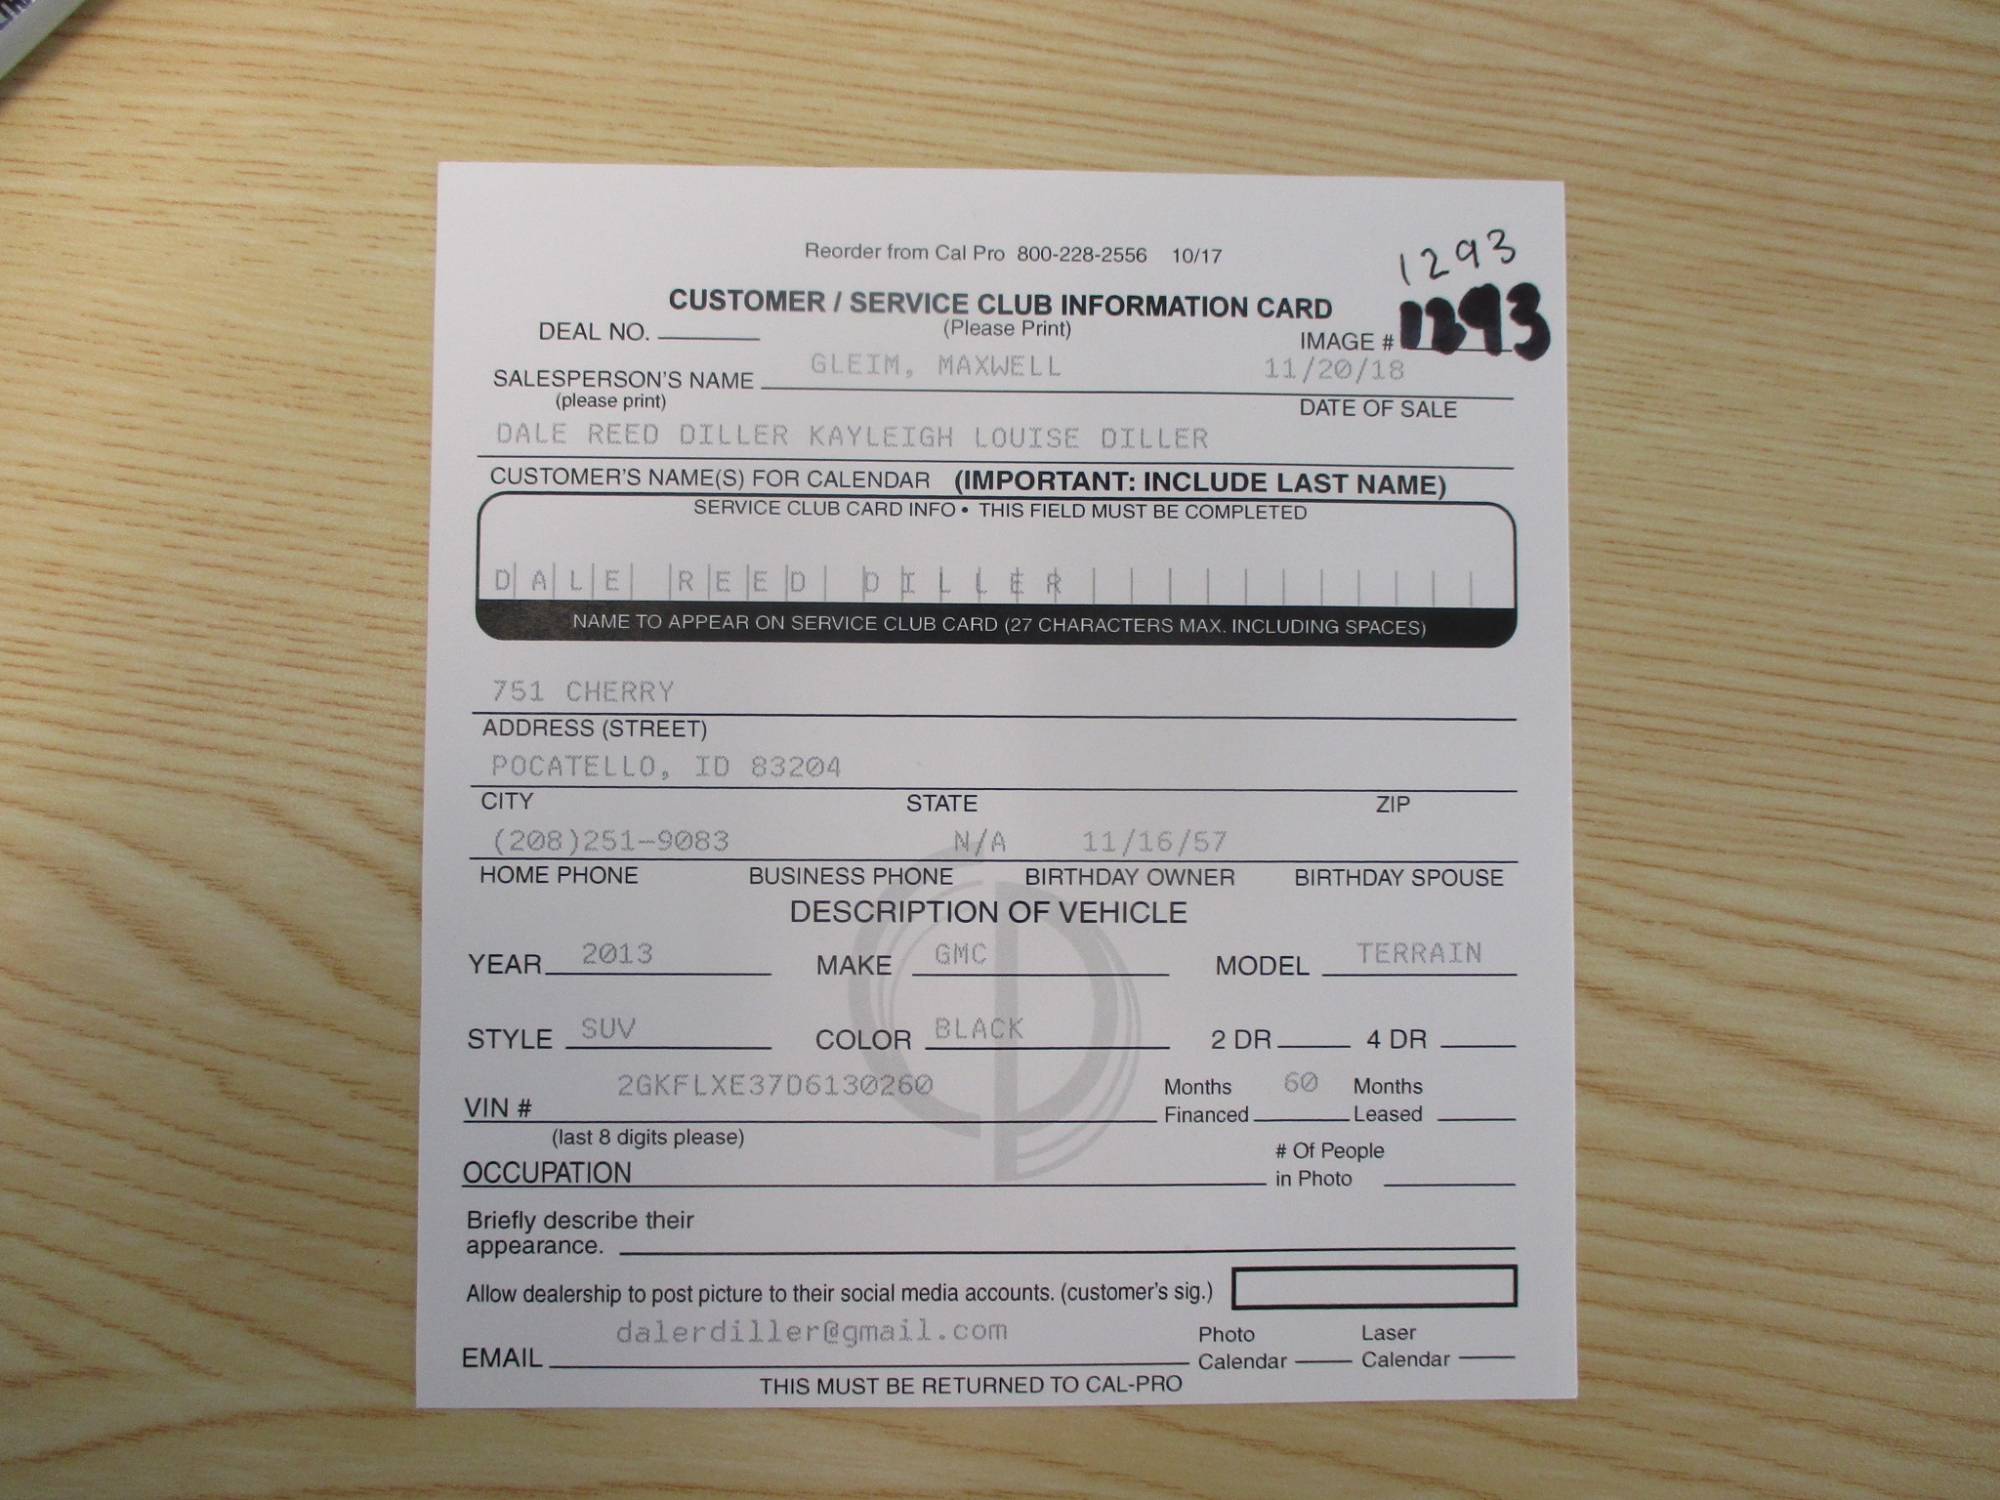 1293
Reorder from Cal Pro 800-228-2556 10/17
CUSTOMER / SERVICE CLUB INFORMATION CARD
DEAL NO. (Please Print) IMAGE # 1293
GLEIM, MAXWELL 11/20/18
SALESPERSON'S NAME
(please print) DATE OF SALE
DALE REED DILLER KAYLEIGH LOUISE DILLER
CUSTOMER'S NAME(S) FOR CALENDAR (IMPORTANT: INCLUDE LAST NAME)
SERVICE CLUB CARD INFO • THIS FIELD MUST BE COMPLETED
DALE REED DILLER
NAME TO APPEAR ON SERVICE CLUB CARD (27 CHARACTERS MAX. INCLUDING SPACES)
751 CHERRY
ADDRESS (STREET)
POCATELLO, ID 83204
CITY STATE ZIP
(208)251-9083 N/A 11/16/57
HOME PHONE BUSINESS PHONE BIRTHDAY OWNER BIRTHDAY SPOUSE
DESCRIPTION OF VEHICLE
YEAR 2013 MAKE GMC MODEL TERRAIN
STYLE SUV COLOR BLACK 2 DR 4 DR
VIN # 2GKFLXE37D6130260 Months Financed 60 Months Leased
(last 8 digits please)
OCCUPATION # Of People in Photo
Briefly describe their
appearance.
Allow dealership to post picture to their social media accounts. (customer's sig.)
EMAIL dalerdiller@gmail.com Photo Calendar Laser Calendar
THIS MUST BE RETURNED TO CAL-PRO